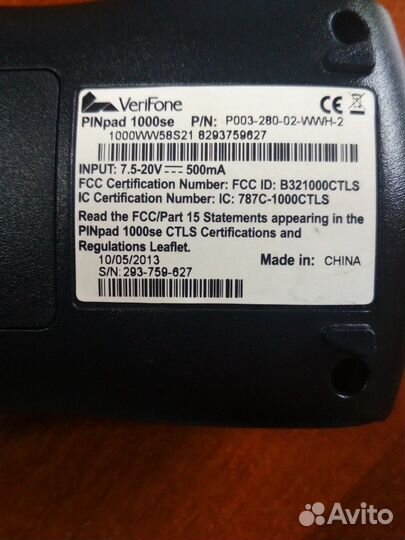 VeriFone
PINpad 1000se P/N: P003-280-02-WWH-2
1000WW58S21 8293759627
INPUT: 7.5-20V 500mA
FCC Certification Number: FCC ID: B321000CTLS
IC Certification Number: IC: 787C-1000CTLS
Read the FCC/Part 15 Statements appearing in the
PINpad 1000se CTLS Certifications and
Regulations Leaflet.
10/05/2013 Made in: CHINA
S/N: 293-759-627
Avito